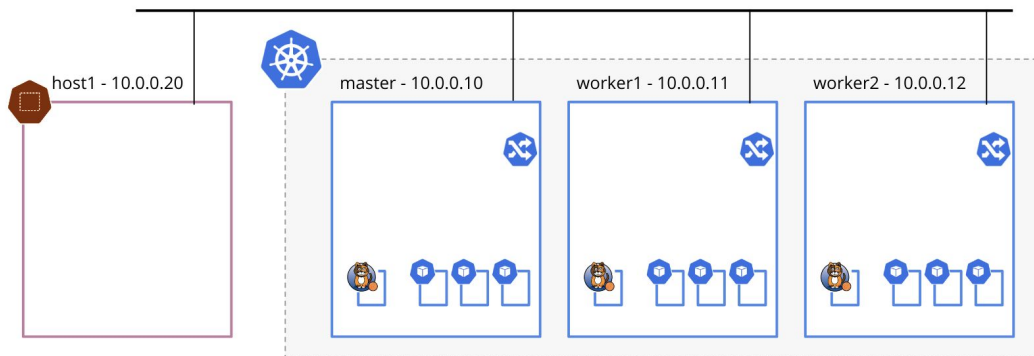 host1 - 10.0.0.20
master - 10.0.0.10
worker1 - 10.0.0.11
worker2 - 10.0.0.12